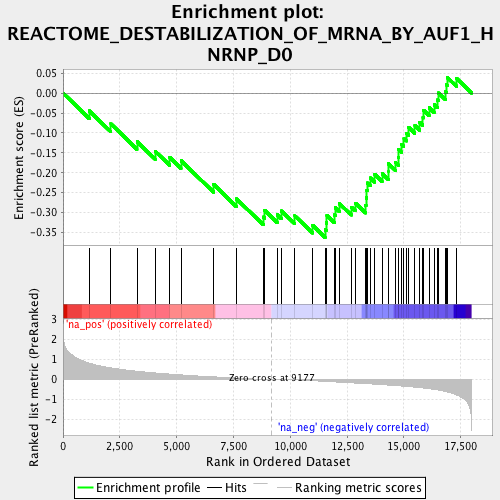 Enrichment plot:
REACTOME_DESTABILIZATION_OF_MRNA_BY_AUF1_H
NRNP_D0
Enrichment score (ES)
0.05
0.00
-0.05
-0.10
-0.15
-0.20
-0.25
-0.30
-0.35
'na_pos' (positively correlated)
Ranked list metric (PreRanked)
3
2
1
0
-1
-2
Zero cross at 9177
'na_neg' (negatively correlated)
0
2,500
5,000
7,500
10,000
12,500
15,000
17,500
Rank in Ordered Dataset
Enrichment profile
Hits
Ranking metric scores